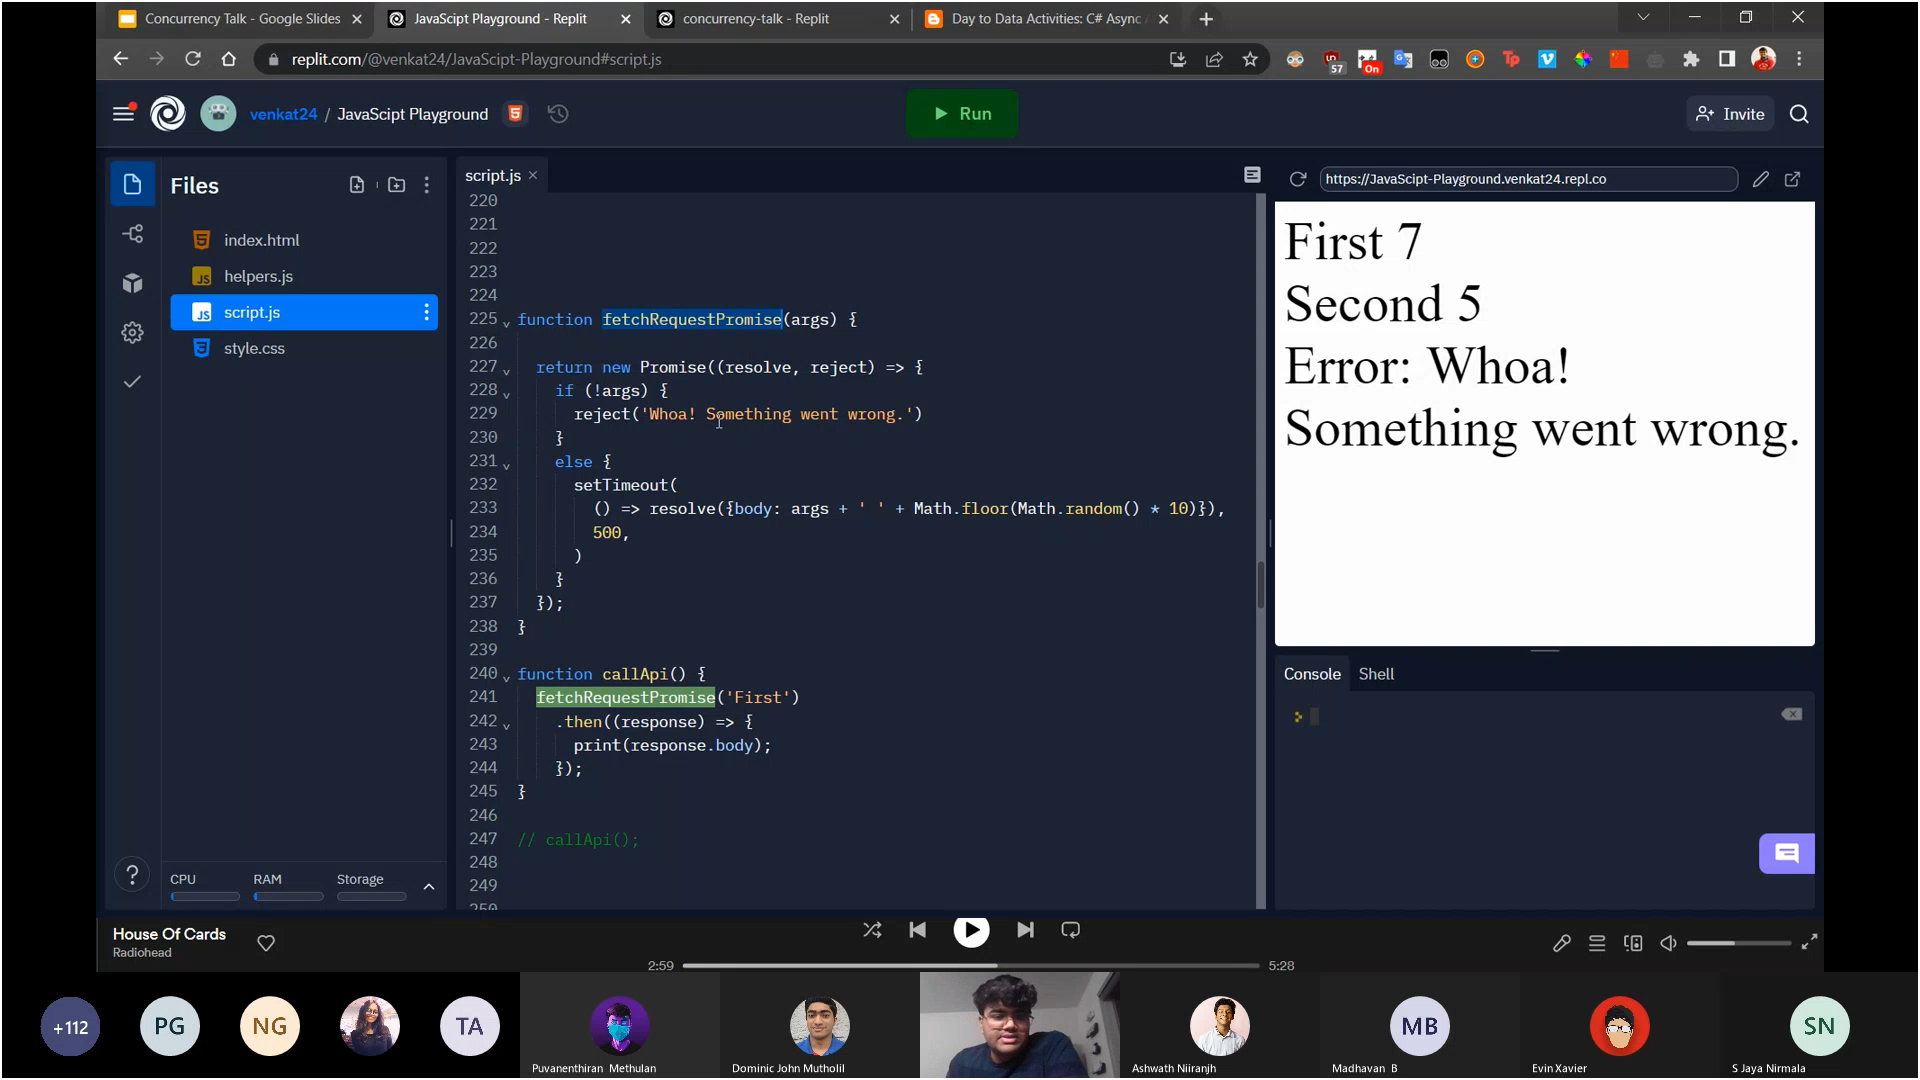 Concurrency Talk - Google Slides
JavaScipt Playground - Replit
concurrency-talk - Replit
Day to Data Activities: C# Async
replit.com/@venkat24/JavaScipt-Playground#script.js
57
On
Tp
venkat24 / JavaScipt Playground
Run
Invite
Files
index.html
helpers.js
script.js
style.css
CPU
RAM
Storage
script.js
220
221
222
223
224
225 function fetchRequestPromise(args) {
226
227 return new Promise((resolve, reject) => {
228 if (!args) {
229 reject('Whoa! Something went wrong.')
230 }
231 else {
232 setTimeout(
233 () => resolve({body: args + ' ' + Math.floor(Math.random() * 10)}),
234 500,
235 )
236 }
237 });
238 }
239
240 function callApi() {
241 fetchRequestPromise('First')
242 .then((response) => {
243 print(response.body);
244 });
245 }
246
247 // callApi();
248
249
250
https://JavaScipt-Playground.venkat24.repl.co
First 7
Second 5
Error: Whoa!
Something went wrong.
Console
Shell
House Of Cards
Radiohead
2:59
5:28
+112
PG
NG
TA
Puvanenthiran Methulan
Dominic John Mutholil
Ashwath Niiranjh
MB
Madhavan B
Evin Xavier
SN
S Jaya Nirmala